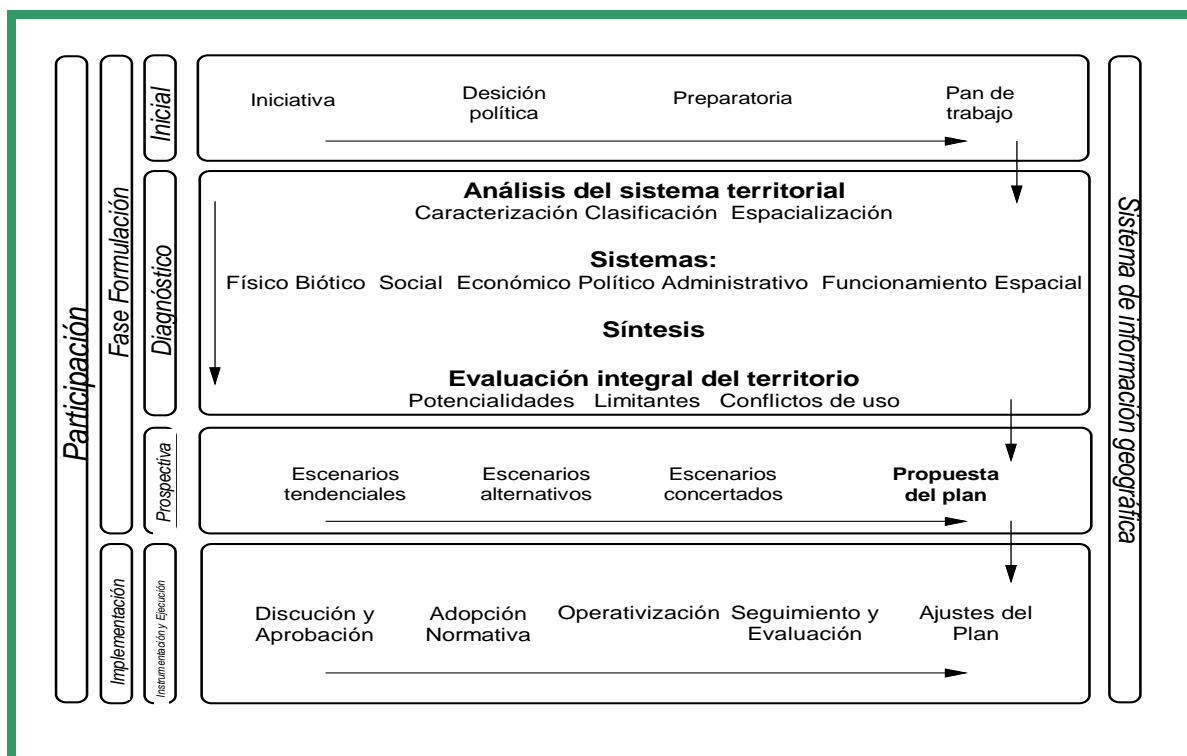 Participación
Fase Formulación
Implementación
Inicial
Iniciativa
Desición
política
Preparatoria
Pan de
trabajo
Diagnóstico
Análisis del sistema territorial
Caracterización Clasificación Espacialización
Sistemas:
Físico Biótico Social Económico Político Administrativo Funcionamiento Espacial
Síntesis
Evaluación integral del territorio
Potencialidades Limitantes Conflictos de uso
Prospectiva
Escenarios
tendenciales
Escenarios
alternativos
Escenarios
concertados
Propuesta
del plan
Instrumentación y Ejecución
Discución y
Aprobación
Adopción
Normativa
Operativización
Seguimiento y
Evaluación
Ajustes del
Plan
Sistema de información geográfica